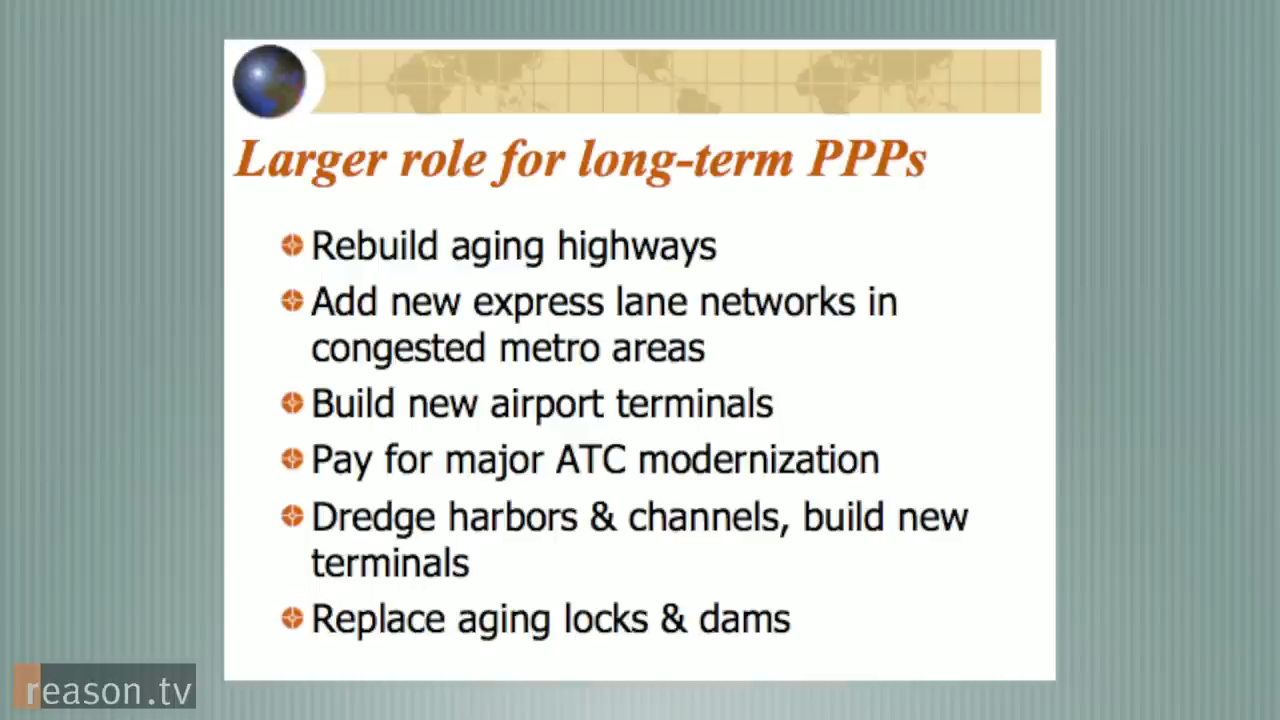 Larger role for long-term PPPs
Rebuild aging highways
Add new express lane networks in
congested metro areas
Build new airport terminals
Pay for major ATC modernization
Dredge harbors & channels, build new
terminals
Replace aging locks & dams
reason.tv